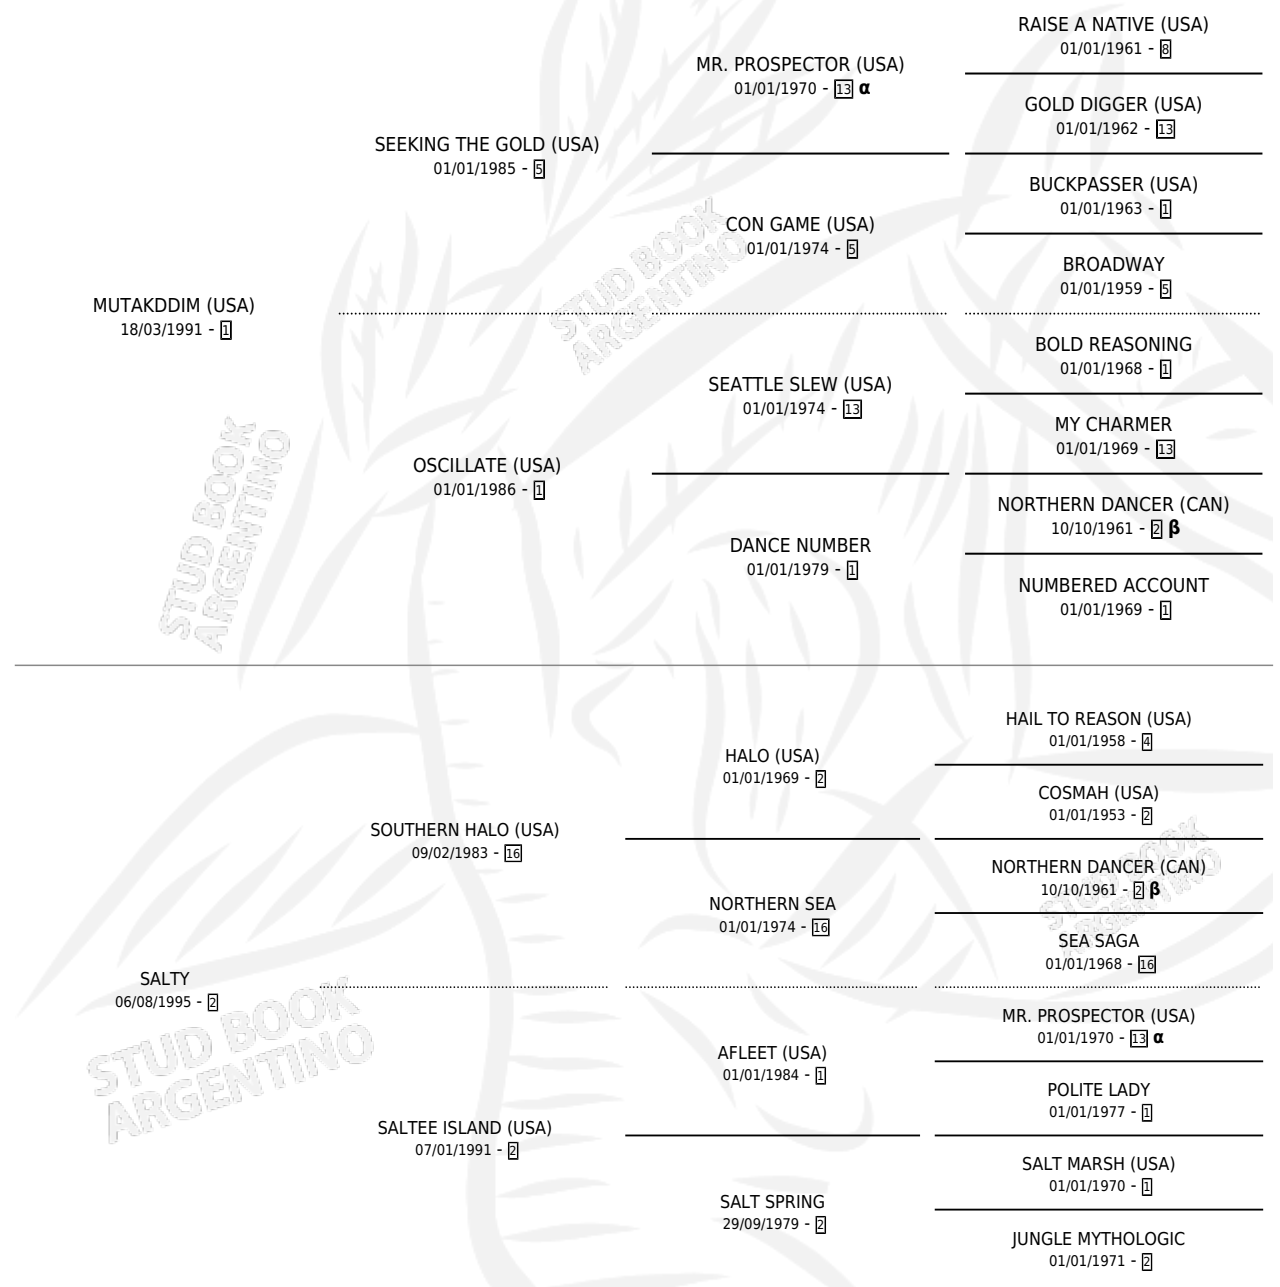 RAISE A NATIVE (USA)
01/01/1961 - 8
MR. PROSPECTOR (USA)
01/01/1970 - 13 α
GOLD DIGGER (USA)
01/01/1962 - 13
SEEKING THE GOLD (USA)
01/01/1985 - 5
BUCKPASSER (USA)
01/01/1963 - 1
CON GAME (USA)
01/01/1974 - 5
BROADWAY
01/01/1959 - 5
MUTAKDDIM (USA)
18/03/1991 - 1
BOLD REASONING
01/01/1968 - 1
SEATTLE SLEW (USA)
01/01/1974 - 13
MY CHARMER
01/01/1969 - 13
OSCILLATE (USA)
01/01/1986 - 1
NORTHERN DANCER (CAN)
10/10/1961 - 2 β
DANCE NUMBER
01/01/1979 - 1
NUMBERED ACCOUNT
01/01/1969 - 1
STUD BOOK
ARGENTINO
STUD BOOK
ARGENTINO
HAIL TO REASON (USA)
01/01/1958 - 4
HALO (USA)
01/01/1969 - 2
COSMAH (USA)
01/01/1953 - 2
SOUTHERN HALO (USA)
09/02/1983 - 16
NORTHERN DANCER (CAN)
10/10/1961 - 2 β
NORTHERN SEA
01/01/1974 - 16
SEA SAGA
01/01/1968 - 16
SALTY
06/08/1995 - 2
MR. PROSPECTOR (USA)
01/01/1970 - 13 α
AFLEET (USA)
01/01/1984 - 1
POLITE LADY
01/01/1977 - 1
SALTEE ISLAND (USA)
07/01/1991 - 2
SALT MARSH (USA)
01/01/1970 - 1
SALT SPRING
29/09/1979 - 2
JUNGLE MYTHOLOGIC
01/01/1971 - 2
STUD BOOK
ARGENTINO
STUD BOOK
ARGENTINO